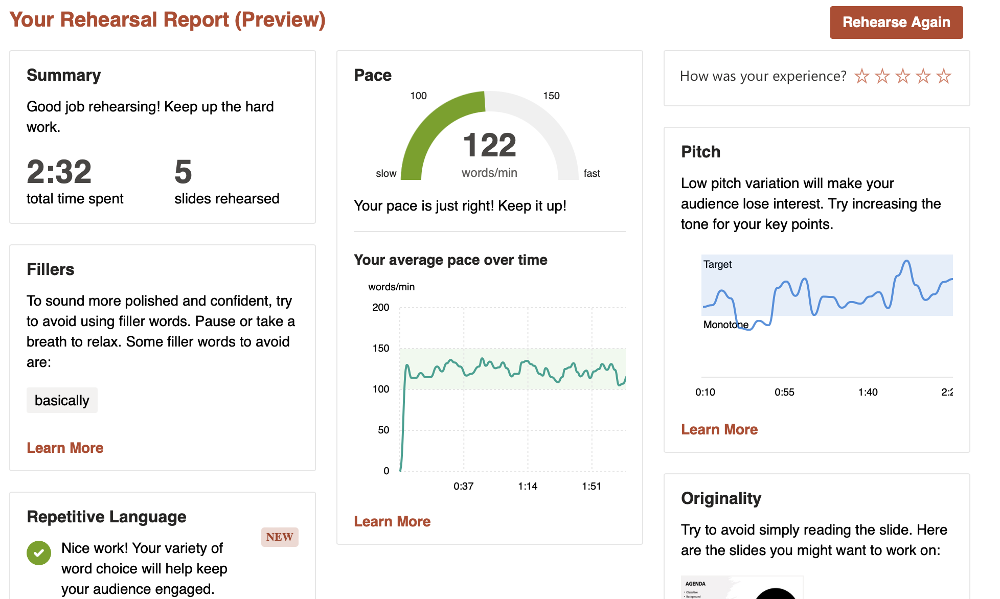 Your Rehearsal Report (Preview)
Rehearse Again
Summary
Good job rehearsing! Keep up the hard
work.
2:32
total time spent
5
slides rehearsed
Fillers
To sound more polished and confident, try
to avoid using filler words. Pause or take a
breath to relax. Some filler words to avoid
are:
basically
Learn More
Repetitive Language
NEW
Nice work! Your variety of
word choice will help keep
your audience engaged.
Pace
100
150
slow
122
words/min
fast
Your pace is just right! Keep it up!
Your average pace over time
words/min
200
150
100
50
0
0:37
1:14
1:51
Learn More
How was your experience?
Pitch
Low pitch variation will make your
audience lose interest. Try increasing the
tone for your key points.
Target
Monotone
0:10
0:55
1:40
Learn More
Originality
Try to avoid simply reading the slide. Here
are the slides you might want to work on:
AGENDA
• Objective
• Background